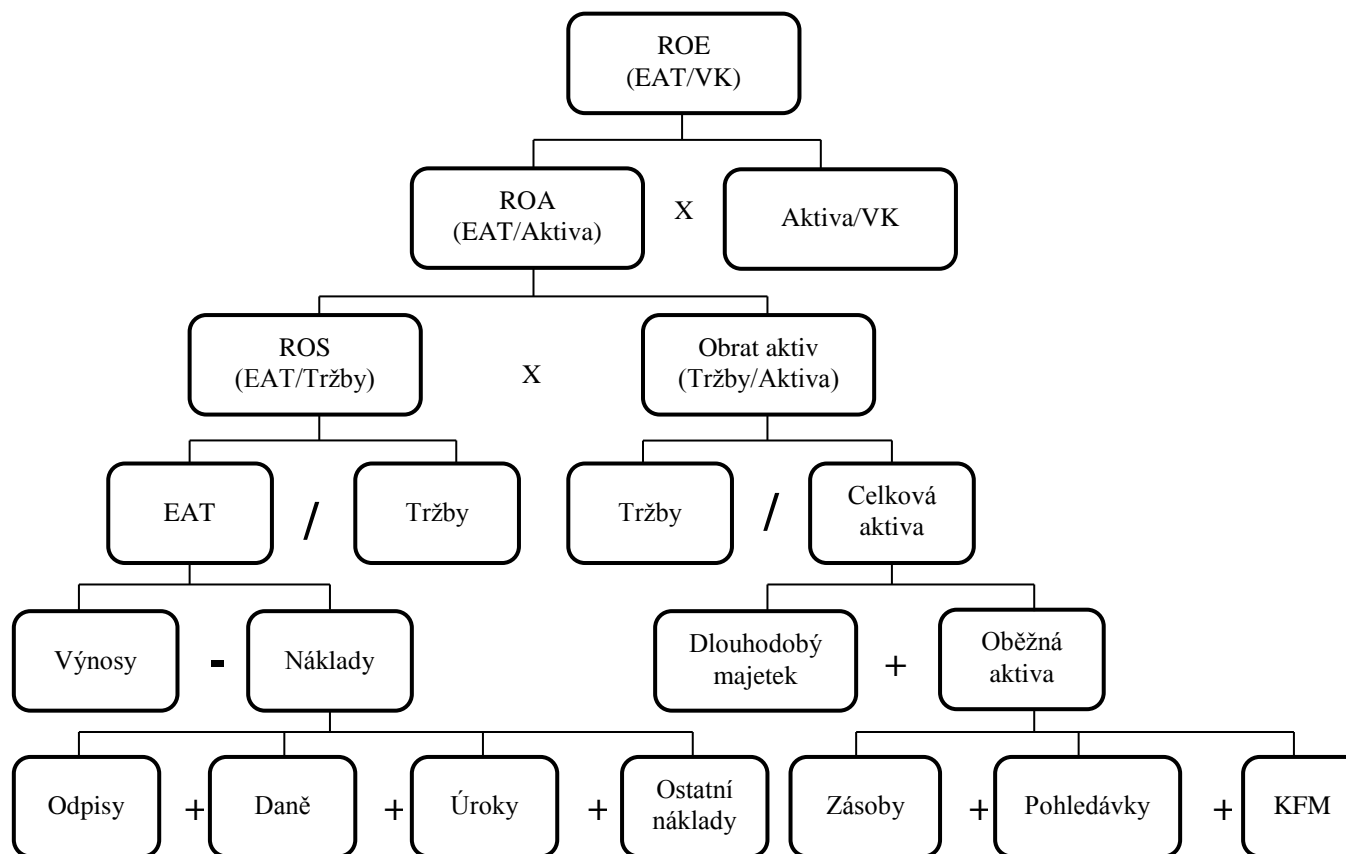 ROE
(EAT/VK)
ROA
(EAT/Aktiva)
X
Aktiva/VK
ROS
(EAT/Tržby)
X
Obrat aktiv
(Tržby/Aktiva)
EAT
/
Tržby
Tržby
/
Celková
aktiva
Výnosy
-
Náklady
Dlouhodobý
majetek
+
Oběžná
aktiva
Odpisy
+
Daně
+
Úroky
+
Ostatní
náklady
Zásoby
+
Pohledávky
+
KFM